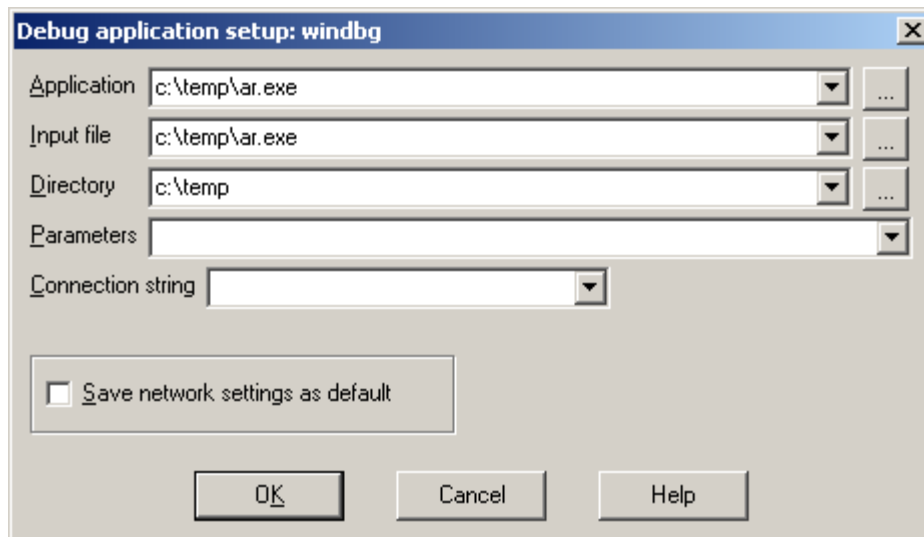 Debug application setup: windbg
Application c:\temp\ar.exe ...
Input file c:\temp\ar.exe ...
Directory c:\temp ...
Parameters
Connection string
Save network settings as default
OK Cancel Help